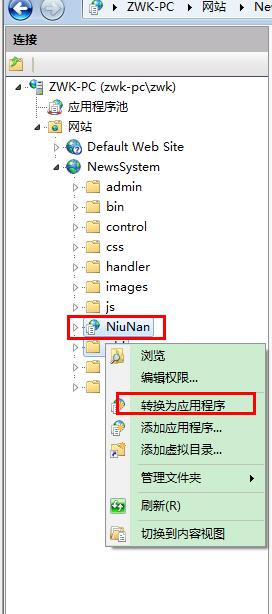 ZWK-PC
网站
Ne
连接
ZWK-PC (zwk-pc\zwk)
应用程序池
网站
Default Web Site
NewsSystem
admin
bin
control
css
handler
images
js
NiuNan
浏览
编辑权限...
转换为应用程序
添加应用程序...
添加虚拟目录...
管理文件夹
刷新(R)
切换到内容视图